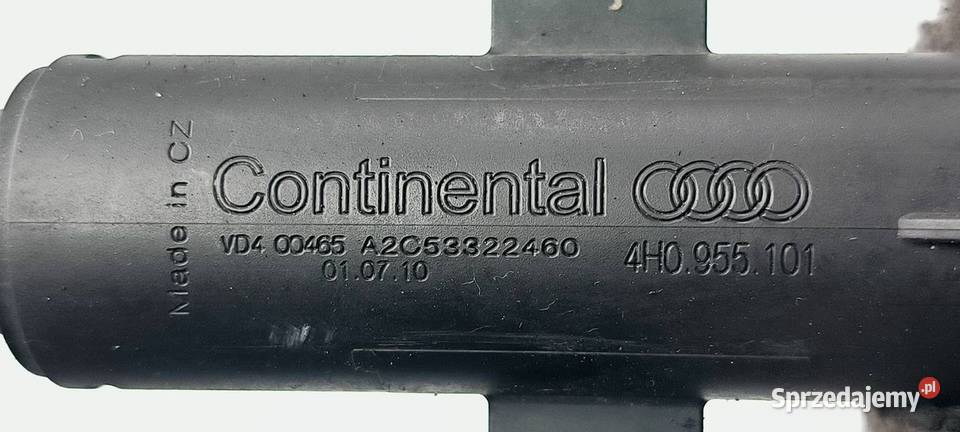 Made in CZ
Continental
VD4 00465 A2C53322460
01.07.10
4H0.955.101
Sprzedajemy.pl